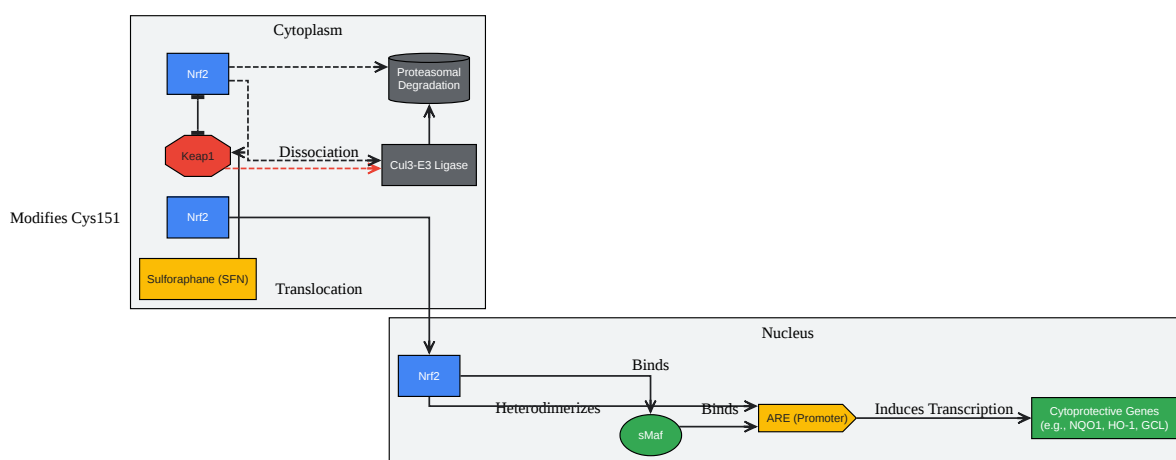 Cytoplasm
Nrf2
Proteasomal
Degradation
Keap1
Dissociation
Cul3-E3 Ligase
Modifies Cys151
Nrf2
Sulforaphane (SFN)
Translocation
Nucleus
Nrf2
Binds
Heterodimerizes
Binds
sMaf
ARE (Promoter)
Induces Transcription
Cytoprotective Genes
(e.g., NQO1, HO-1, GCL)